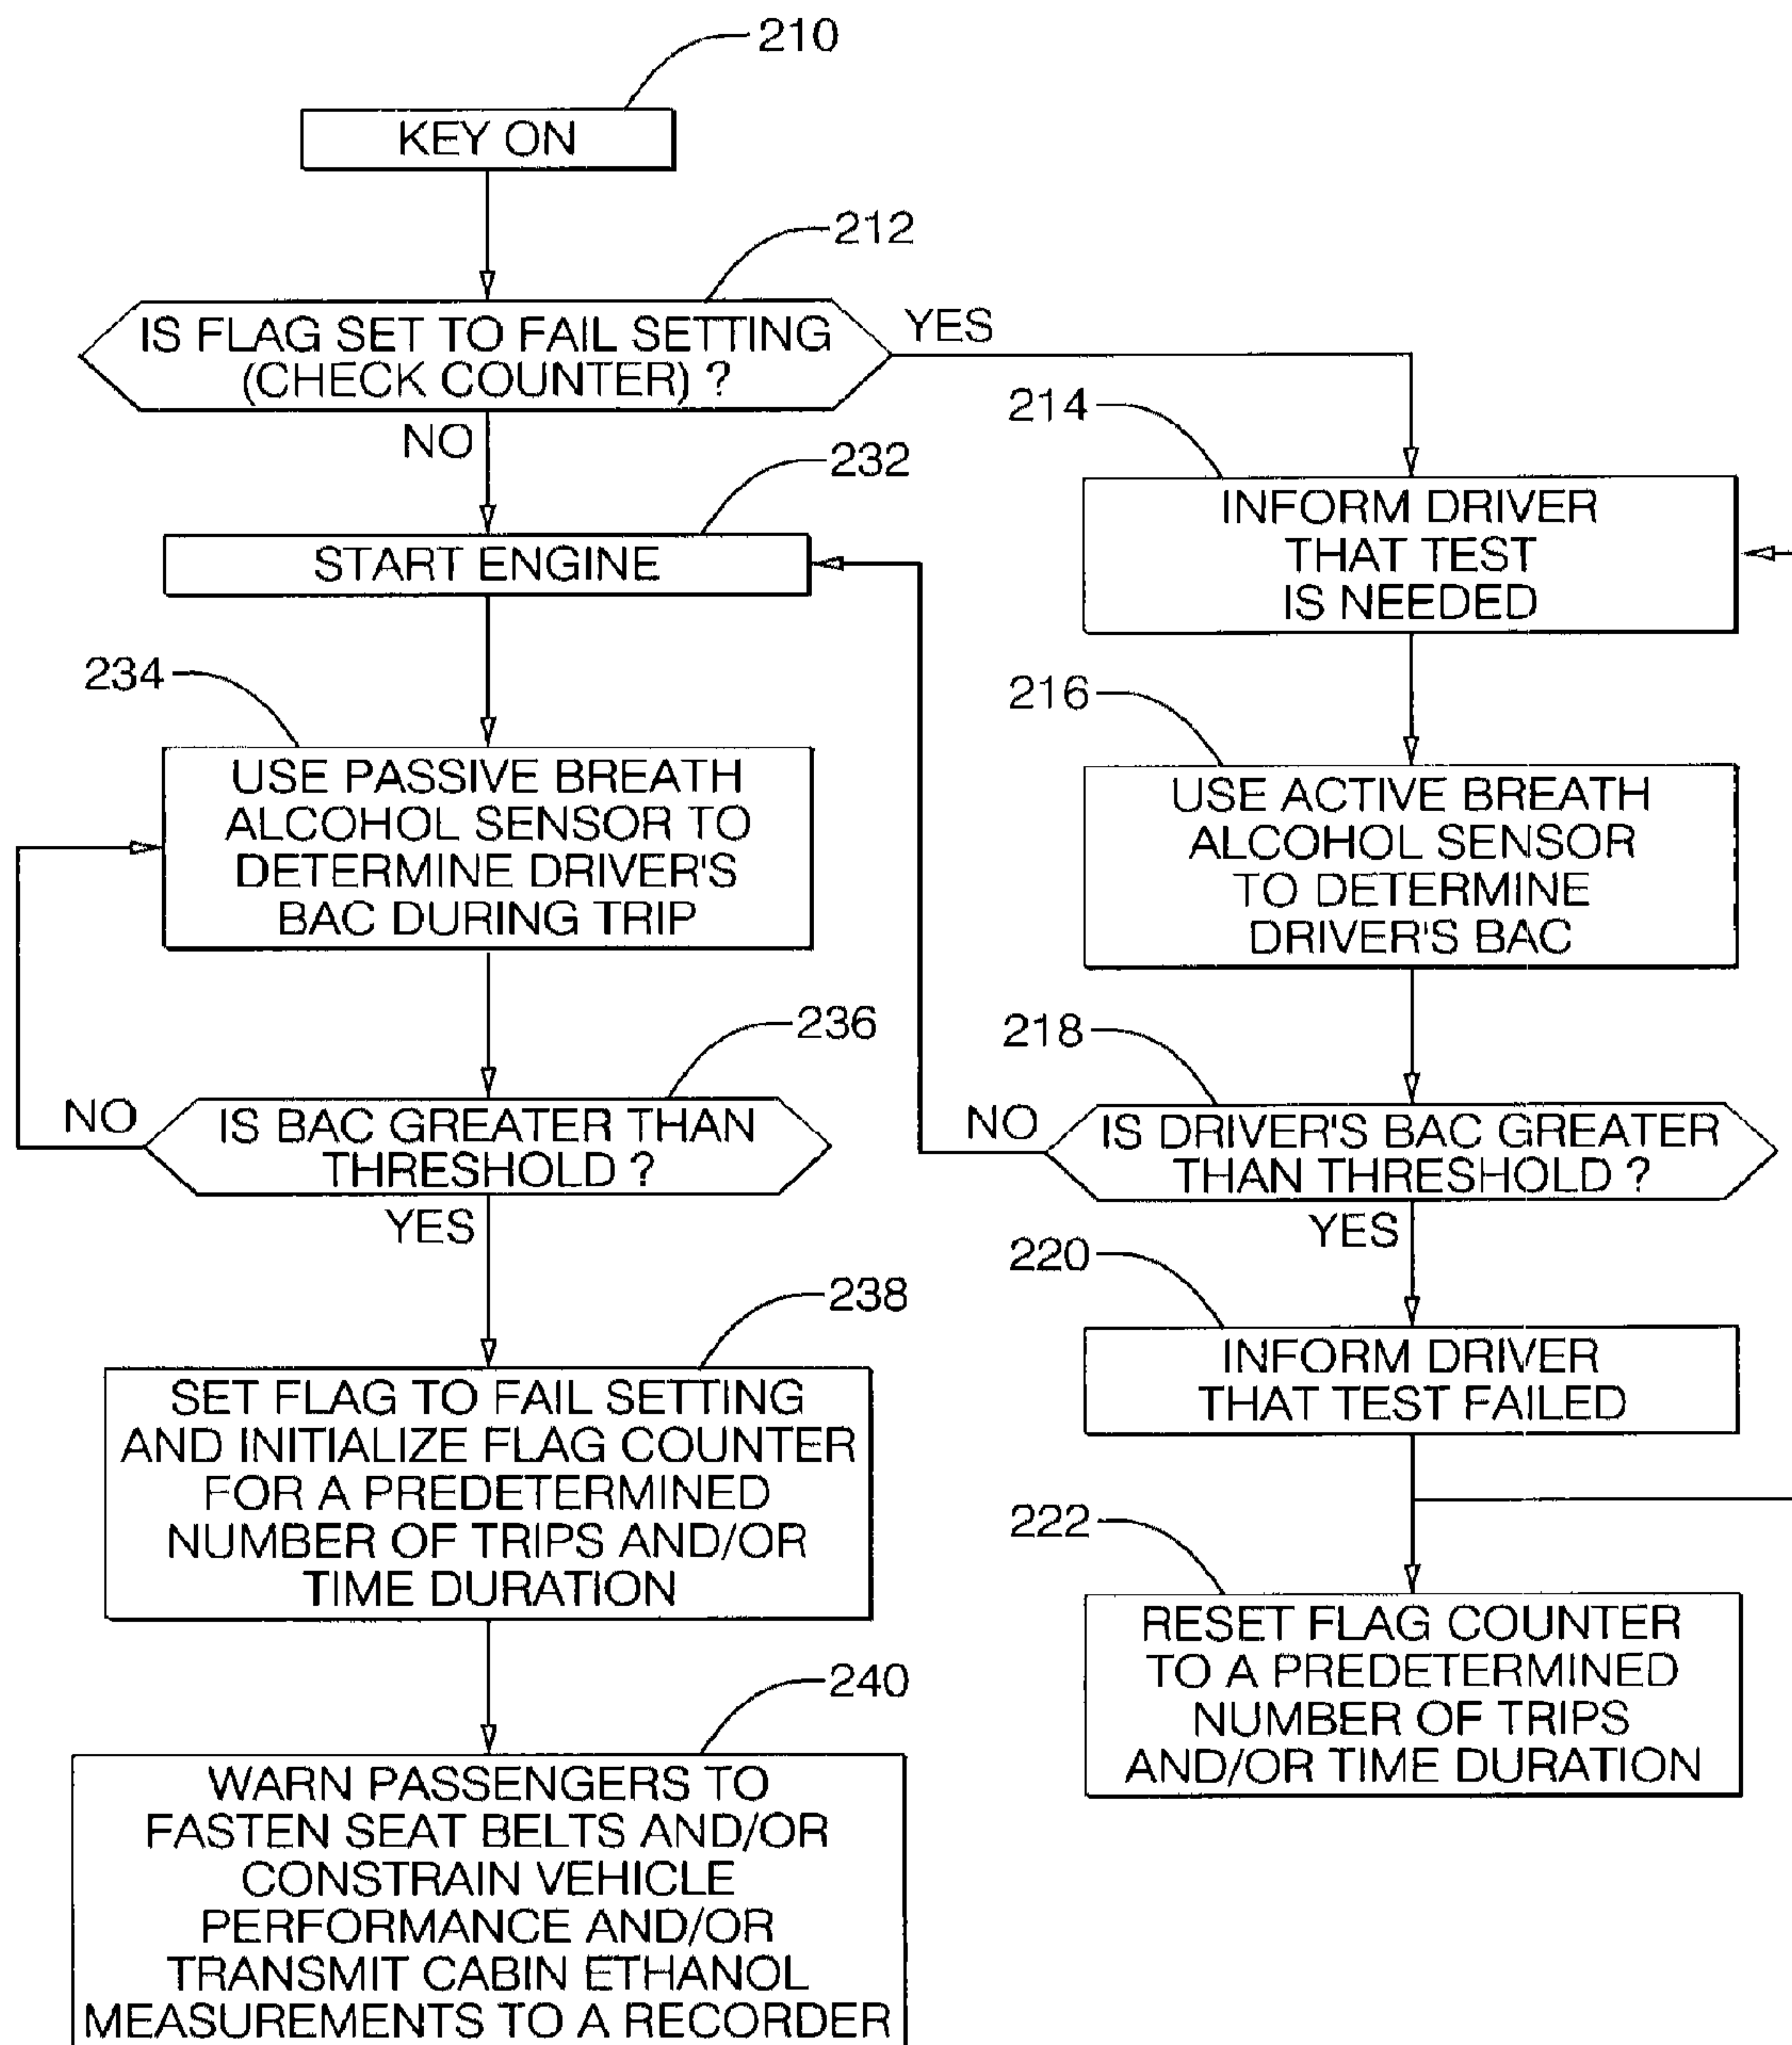 210
KEY ON
212
IS FLAG SET TO FAIL SETTING
(CHECK COUNTER) ?
YES
NO
214
INFORM DRIVER
THAT TEST
IS NEEDED
232
START ENGINE
216
USE ACTIVE BREATH
ALCOHOL SENSOR
TO DETERMINE
DRIVER'S BAC
234
USE PASSIVE BREATH
ALCOHOL SENSOR TO
DETERMINE DRIVER'S
BAC DURING TRIP
218
IS DRIVER'S BAC GREATER
THAN THRESHOLD ?
NO
YES
236
IS BAC GREATER THAN
THRESHOLD ?
NO
YES
220
INFORM DRIVER
THAT TEST FAILED
238
SET FLAG TO FAIL SETTING
AND INITIALIZE FLAG COUNTER
FOR A PREDETERMINED
NUMBER OF TRIPS AND/OR
TIME DURATION
222
RESET FLAG COUNTER
TO A PREDETERMINED
NUMBER OF TRIPS
AND/OR TIME DURATION
240
WARN PASSENGERS TO
FASTEN SEAT BELTS AND/OR
CONSTRAIN VEHICLE
PERFORMANCE AND/OR
TRANSMIT CABIN ETHANOL
MEASUREMENTS TO A RECORDER